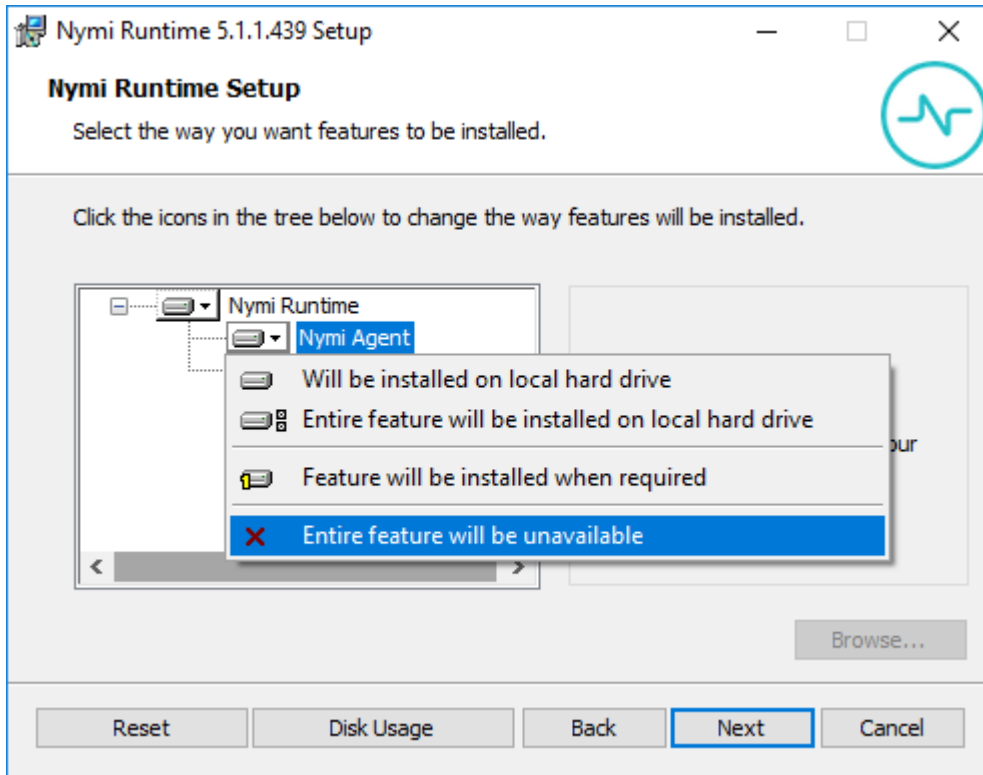 Nymi Runtime 5.1.1.439 Setup
Nymi Runtime Setup
Select the way you want features to be installed.
Click the icons in the tree below to change the way features will be installed.
Nymi Runtime
Nymi Agent
Will be installed on local hard drive
Entire feature will be installed on local hard drive
Feature will be installed when required
Entire feature will be unavailable
Browse...
Reset Disk Usage Back Next Cancel